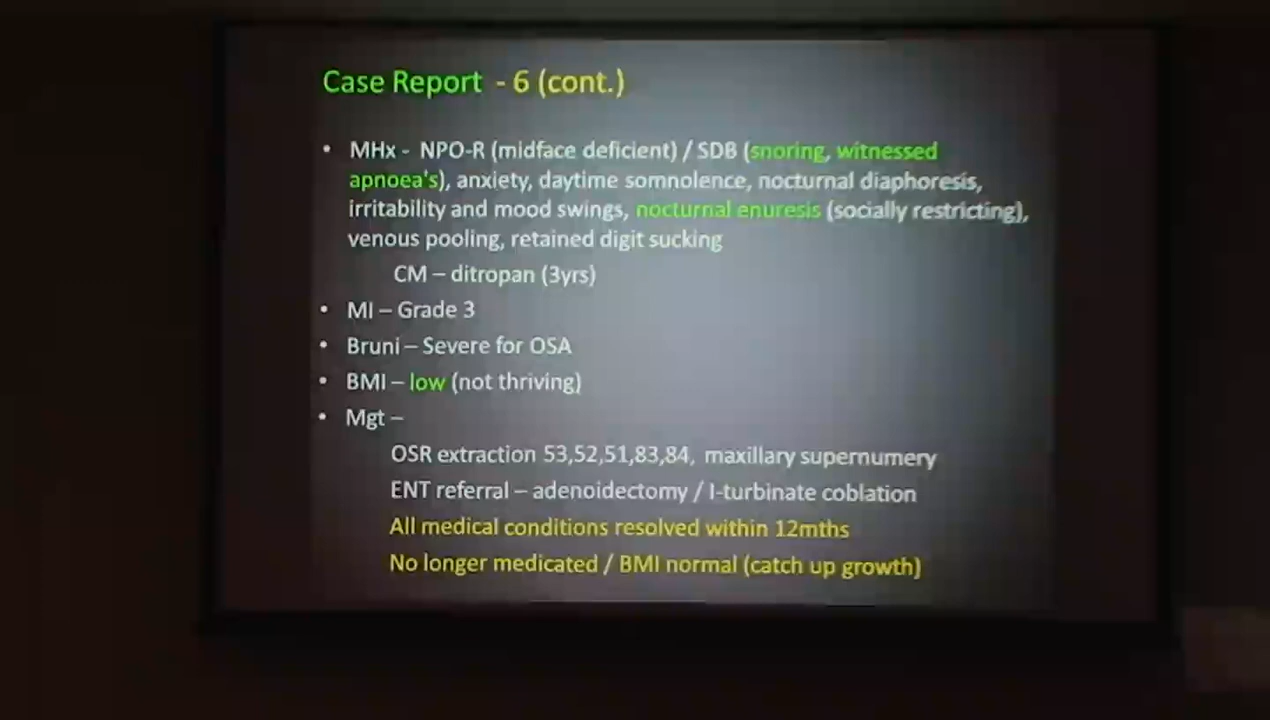 Case Report - 6 (cont.)
• MHx - NPO-R (midface deficient) / SDB (snoring, witnessed
apnoea's), anxiety, daytime somnolence, nocturnal diaphoresis,
irritability and mood swings, nocturnal enuresis (socially restricting),
venous pooling, retained digit sucking
CM – ditropan (3yrs)
• MI – Grade 3
• Bruni – Severe for OSA
• BMI – low (not thriving)
• Mgt –
OSR extraction 53,52,51,83,84, maxillary supernumery
ENT referral – adenoidectomy / I-turbinate coblation
All medical conditions resolved within 12mths
No longer medicated / BMI normal (catch up growth)